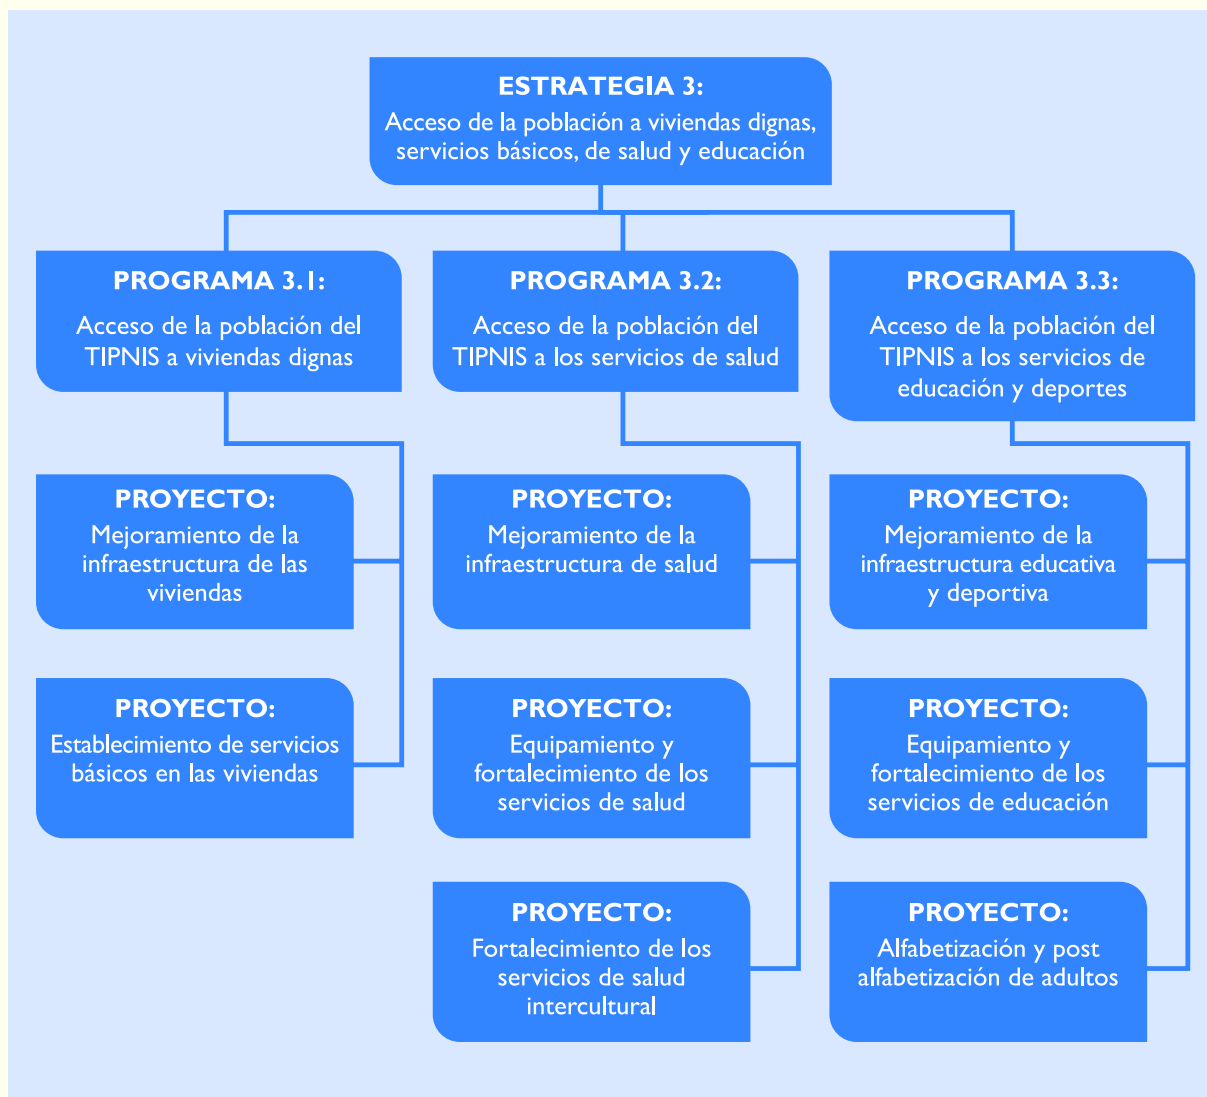 ESTRATEGIA 3:
Acceso de la población a viviendas dignas,
servicios básicos, de salud y educación
PROGRAMA 3.1:
Acceso de la población del
TIPNIS a viviendas dignas
PROYECTO:
Mejoramiento de la
infraestructura de las
viviendas
PROYECTO:
Establecimiento de servicios
básicos en las viviendas
PROGRAMA 3.2:
Acceso de la población del
TIPNIS a los servicios de salud
PROYECTO:
Mejoramiento de la
infraestructura de salud
PROYECTO:
Equipamiento y
fortalecimiento de los
servicios de salud
PROYECTO:
Fortalecimiento de los
servicios de salud
intercultural
PROGRAMA 3.3:
Acceso de la población del
TIPNIS a los servicios de
educación y deportes
PROYECTO:
Mejoramiento de la
infraestructura educativa
y deportiva
PROYECTO:
Equipamiento y
fortalecimiento de los
servicios de educación
PROYECTO:
Alfabetización y post
alfabetización de adultos